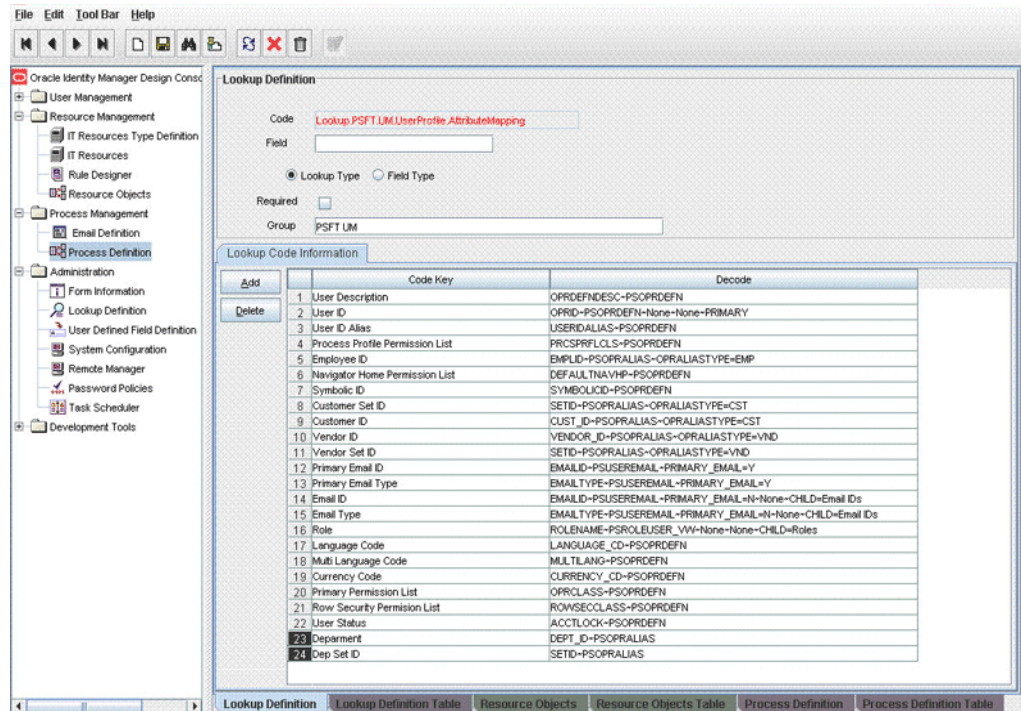 File Edit Tool Bar Help
Oracle Identity Manager Design Consc
User Management
Resource Management
IT Resources Type Definition
IT Resources
Rule Designer
Resource Objects
Process Management
Email Definition
Process Definition
Administration
Form Information
Lookup Definition
User Defined Field Definition
System Configuration
Remote Manager
Password Policies
Task Scheduler
Development Tools
Lookup Definition
Code Lookup.PSFT.UM.UserProfile.AttributeMapping
Field
Lookup Type Field Type
Required
Group PSFT UM
Lookup Code Information
Add
Delete
Code Key Decode
1 User Description OPRDEFNDESC~PSOPRDEFN
2 User ID OPRID~PSOPRDEFN~None~None~PRIMARY
3 User ID Alias USERIDALIAS~PSOPRDEFN
4 Process Profile Permission List PRCSPRFLCLS~PSOPRDEFN
5 Employee ID EMPLID~PSOPRALIAS~OPRALIASTYPE=EMP
6 Navigator Home Permission List DEFAULTNAVHP~PSOPRDEFN
7 Symbolic ID SYMBOLICID~PSOPRDEFN
8 Customer Set ID SETID~PSOPRALIAS~OPRALIASTYPE=CST
9 Customer ID CUST_ID~PSOPRALIAS~OPRALIASTYPE=CST
10 Vendor ID VENDOR_ID~PSOPRALIAS~OPRALIASTYPE=VND
11 Vendor Set ID SETID~PSOPRALIAS~OPRALIASTYPE=VND
12 Primary Email ID EMAILID~PSUSEREMAIL~PRIMARY_EMAIL=Y
13 Primary Email Type EMAILTYPE~PSUSEREMAIL~PRIMARY_EMAIL=Y
14 Email ID EMAILID~PSUSEREMAIL~PRIMARY_EMAIL=N~None~CHILD=Email IDs
15 Email Type EMAILTYPE~PSUSEREMAIL~PRIMARY_EMAIL=N~None~CHILD=Email IDs
16 Role ROLENAME~PSROLEUSER_VW~None~None~CHILD=Roles
17 Language Code LANGUAGE_CD~PSOPRDEFN
18 Multi Language Code MULTILANG~PSOPRDEFN
19 Currency Code CURRENCY_CD~PSOPRDEFN
20 Primary Permission List OPRCLASS~PSOPRDEFN
21 Row Security Permision List ROWSECCLASS~PSOPRDEFN
22 User Status ACCTLOCK~PSOPRDEFN
23 Deparment DEPT_ID~PSOPRALIAS
24 Dep Set ID SETID~PSOPRALIAS
Lookup Definition Lookup Definition Table Resource Objects Resource Objects Table Process Definition Process Definition Table